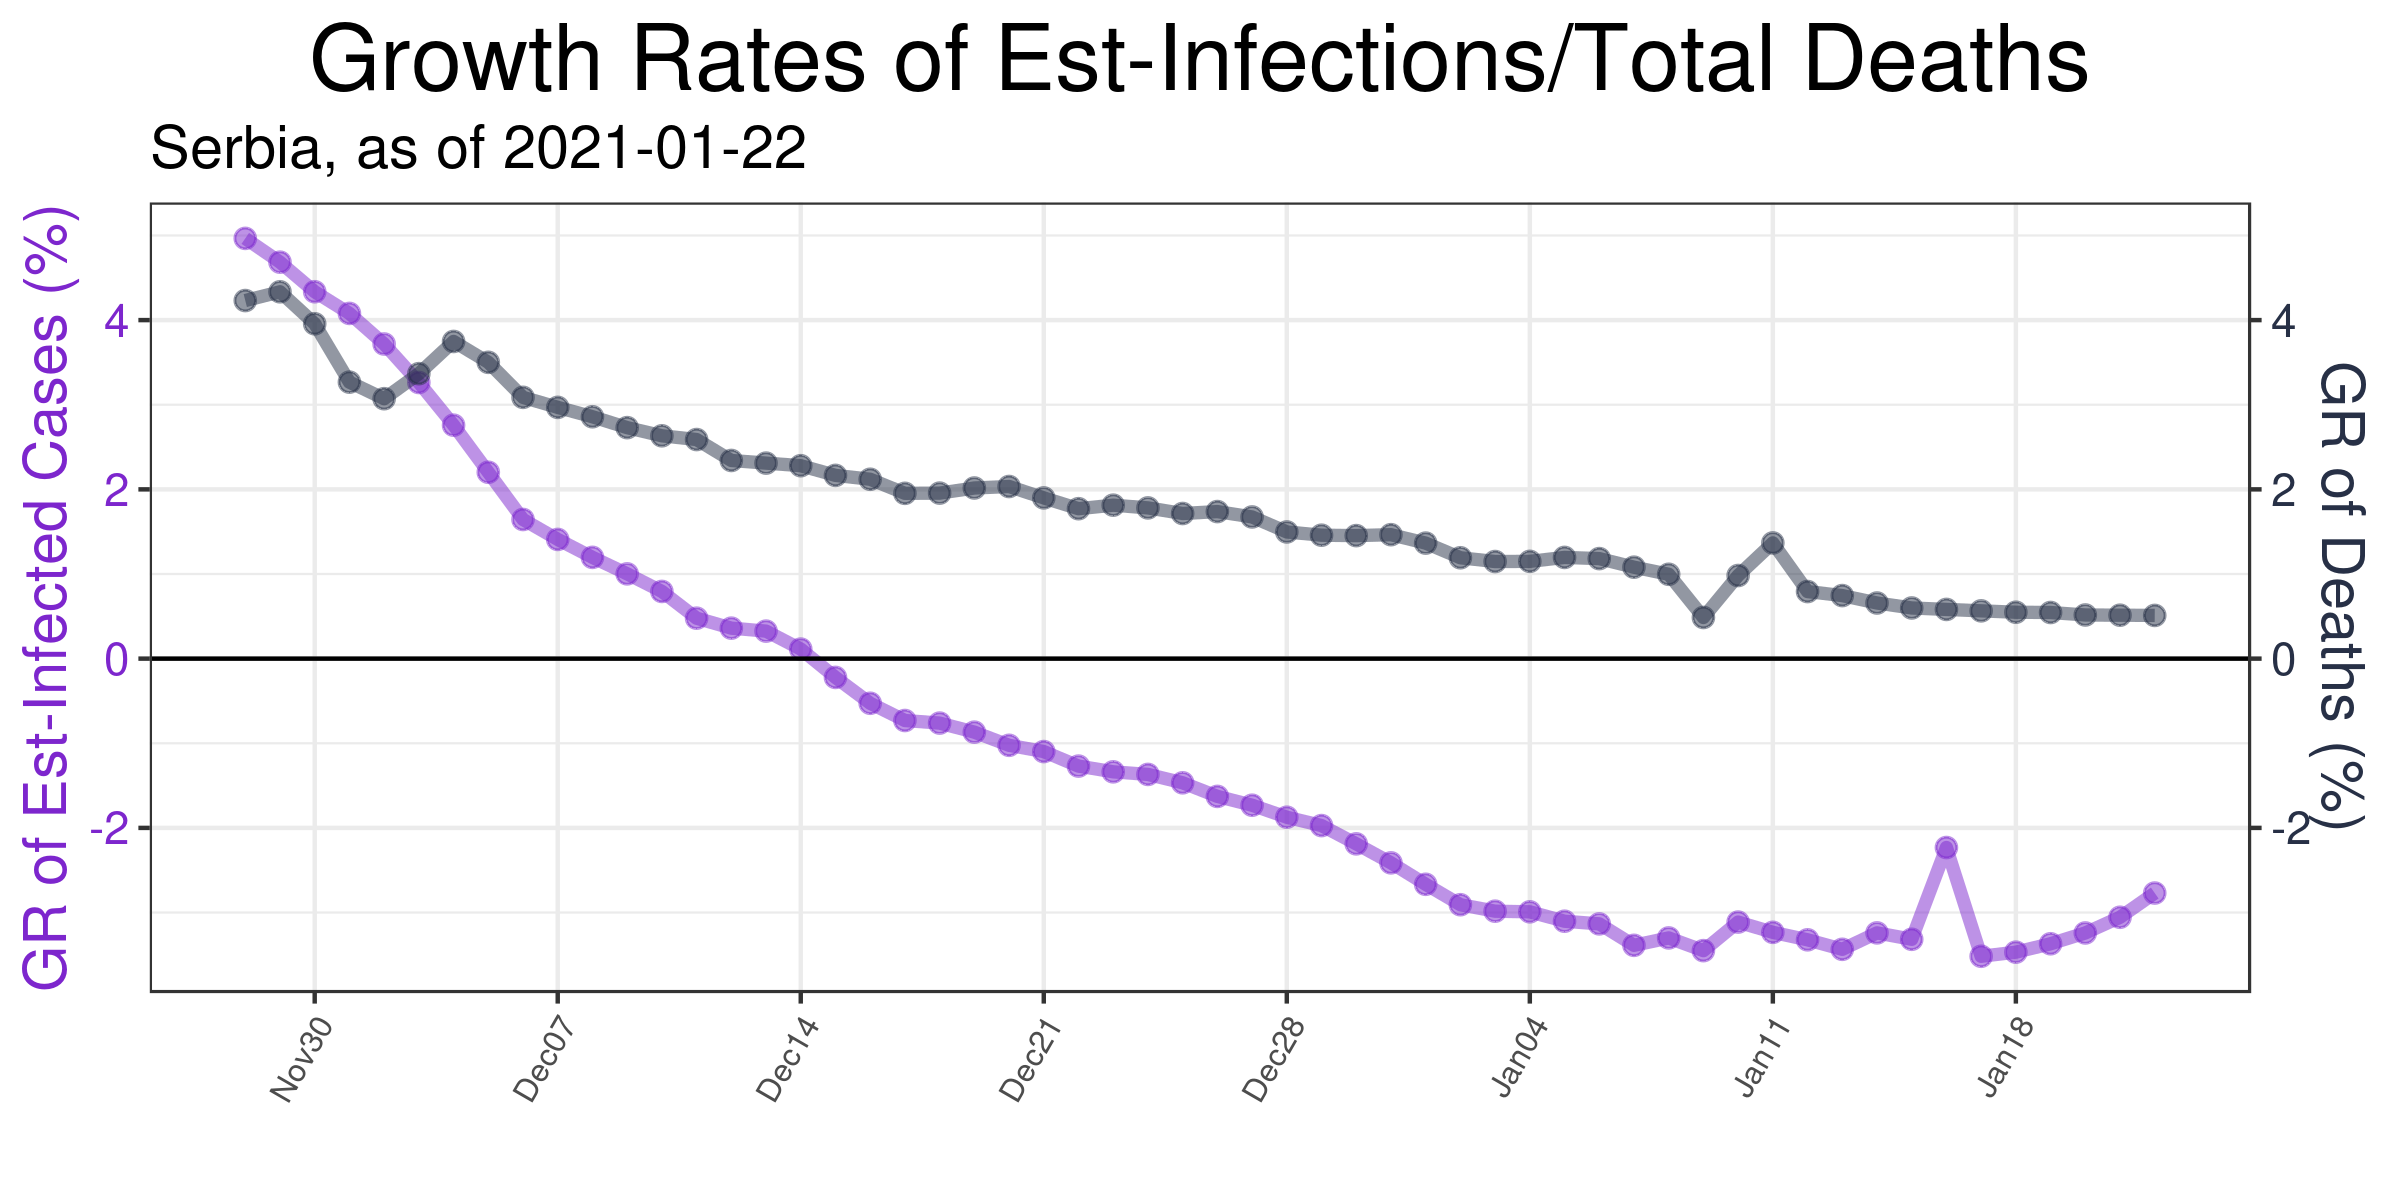 Growth Rates of Est-Infections/Total Deaths
Serbia, as of 2021-01-22
GR of Est-Infected Cases (%)
4
2
0
-2
4
2
0
-2
GR of Deaths (%)
Nov30
Dec07
Dec14
Dec21
Dec28
Jan04
Jan11
Jan18